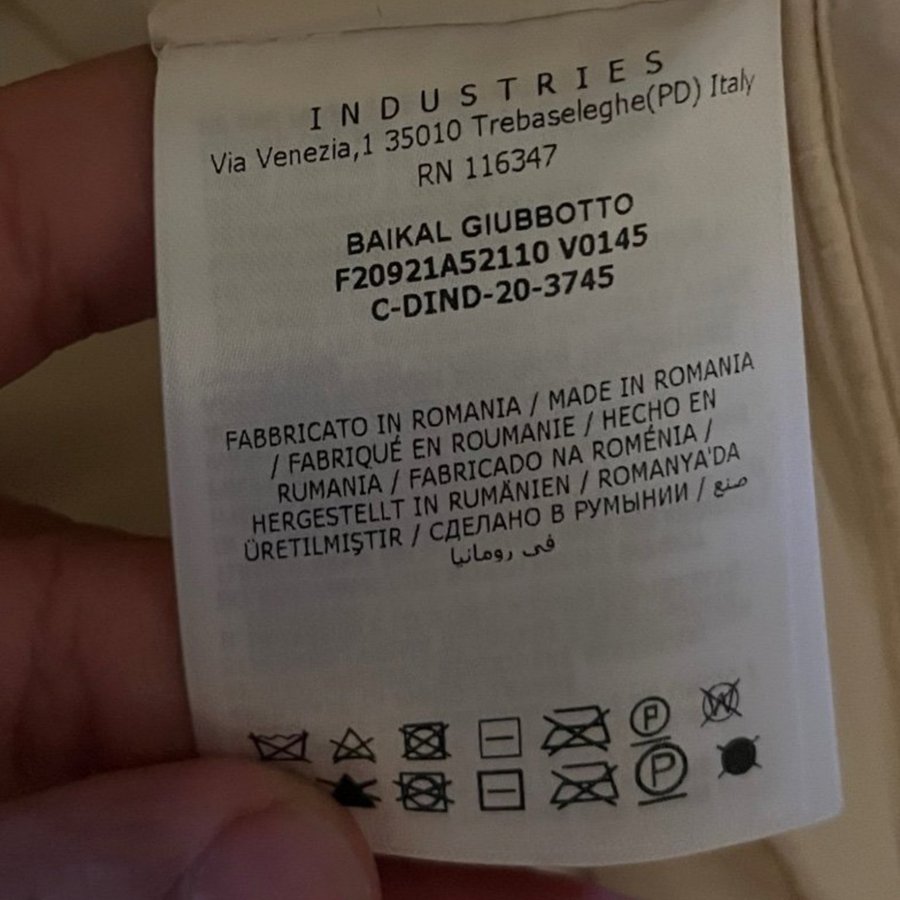 INDUSTRIES
Via Venezia,1 35010 Trebaseleghe(PD) Italy
RN 116347
BAIKAL GIUBBOTTO
F20921A52110 V0145
C-DIND-20-3745
FABBRICATO IN ROMANIA / MADE IN ROMANIA
/ FABRIQUÉ EN ROUMANIE / HECHO EN
RUMANIA / FABRICADO NA ROMÉNIA /
HERGESTELLT IN RUMÄNIEN / ROMANYA'DA
ÜRETILMIŞTIR / СДЕЛАНО В РУМЫНИИ / صنع
في رومانيا
P W
P